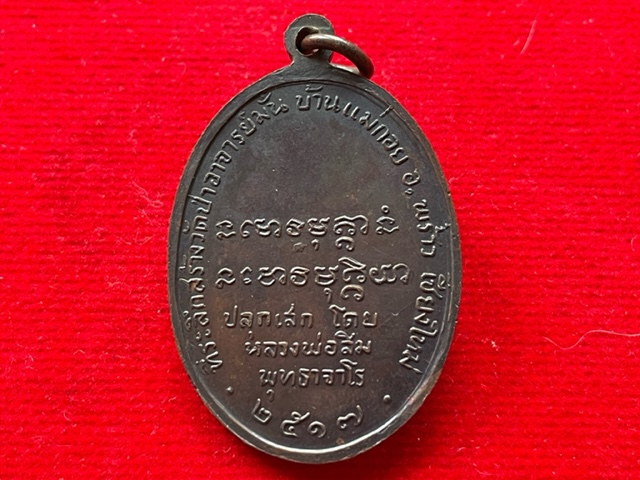 ที่ระลึกสร้างวัดป่าอาจารย์มั่น บ้านแม่กอย อ. พร้าว เชียงใหม่
ปลุกเสก โดย
หลวงพ่อสิม
พุทธาจาโร
๒๕๑๗